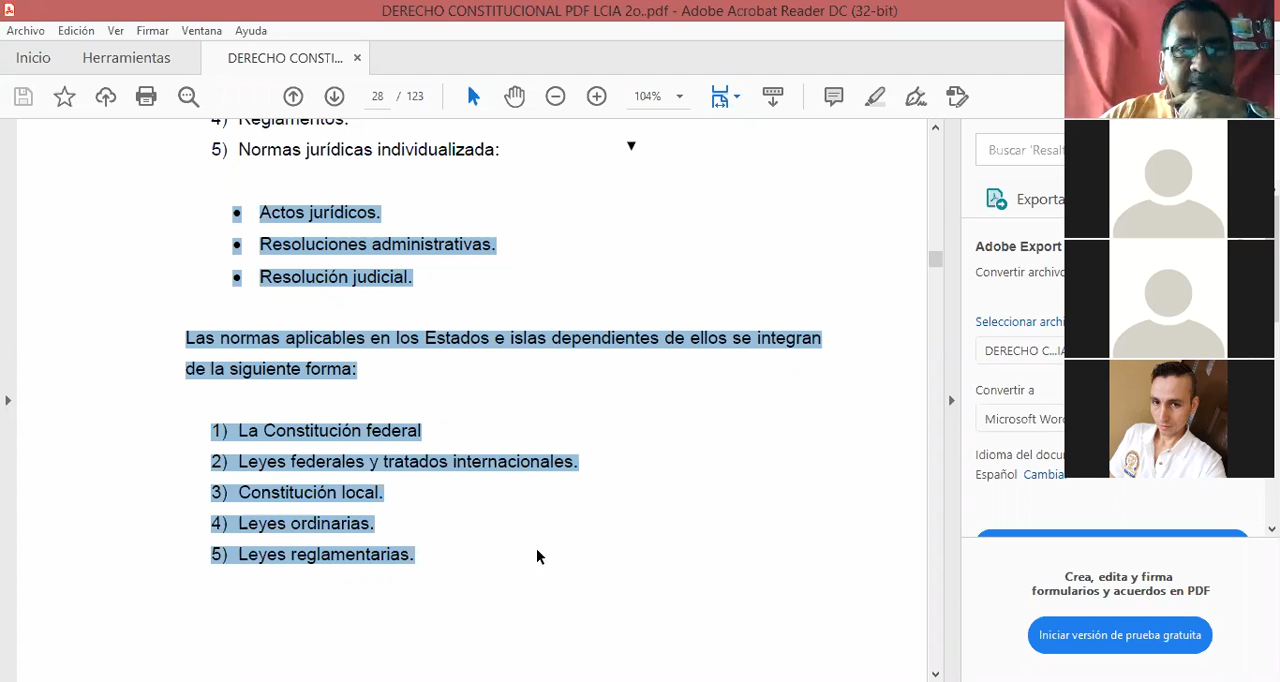 DERECHO CONSTITUCIONAL PDF LCIA 2o..pdf - Adobe Acrobat Reader DC (32-bit)
Archivo Edición Ver Firmar Ventana Ayuda
Inicio Herramientas DERECHO CONSTI... ×
28 / 123 104%
4) Reglamentos.
5) Normas jurídicas individualizada:
• Actos jurídicos.
• Resoluciones administrativas.
• Resolución judicial.
Las normas aplicables en los Estados e islas dependientes de ellos se integran
de la siguiente forma:
1) La Constitución federal
2) Leyes federales y tratados internacionales.
3) Constitución local.
4) Leyes ordinarias.
5) Leyes reglamentarias.
Buscar 'Resalt
Exporta
Adobe Export
Convertir archivo
Seleccionar archi
DERECHO C...IA
Convertir a
Microsoft Word
Idioma del docu
Español Cambia
Crea, edita y firma
formularios y acuerdos en PDF
Iniciar versión de prueba gratuita